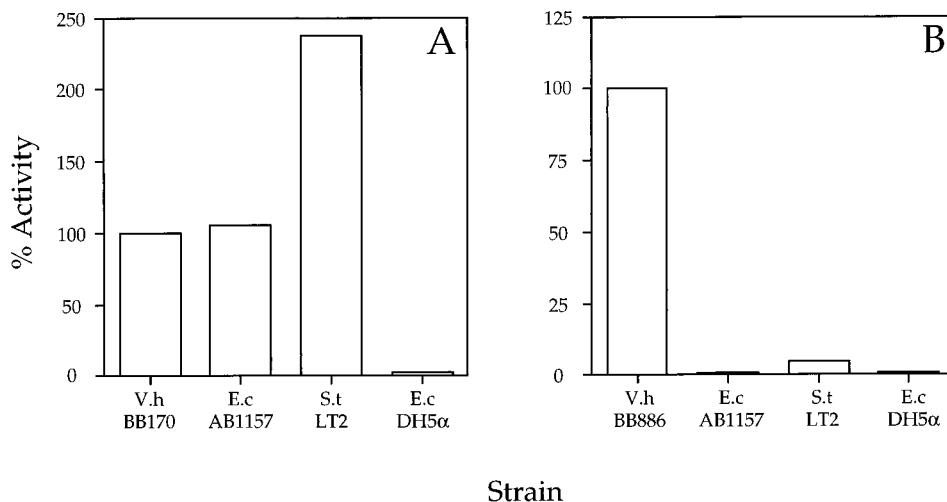 A
B
% Activity
250
200
150
100
50
0
V.h
BB170
E.c
AB1157
S.t
LT2
E.c
DH5α
125
100
75
50
25
0
V.h
BB886
E.c
AB1157
S.t
LT2
E.c
DH5α
Strain